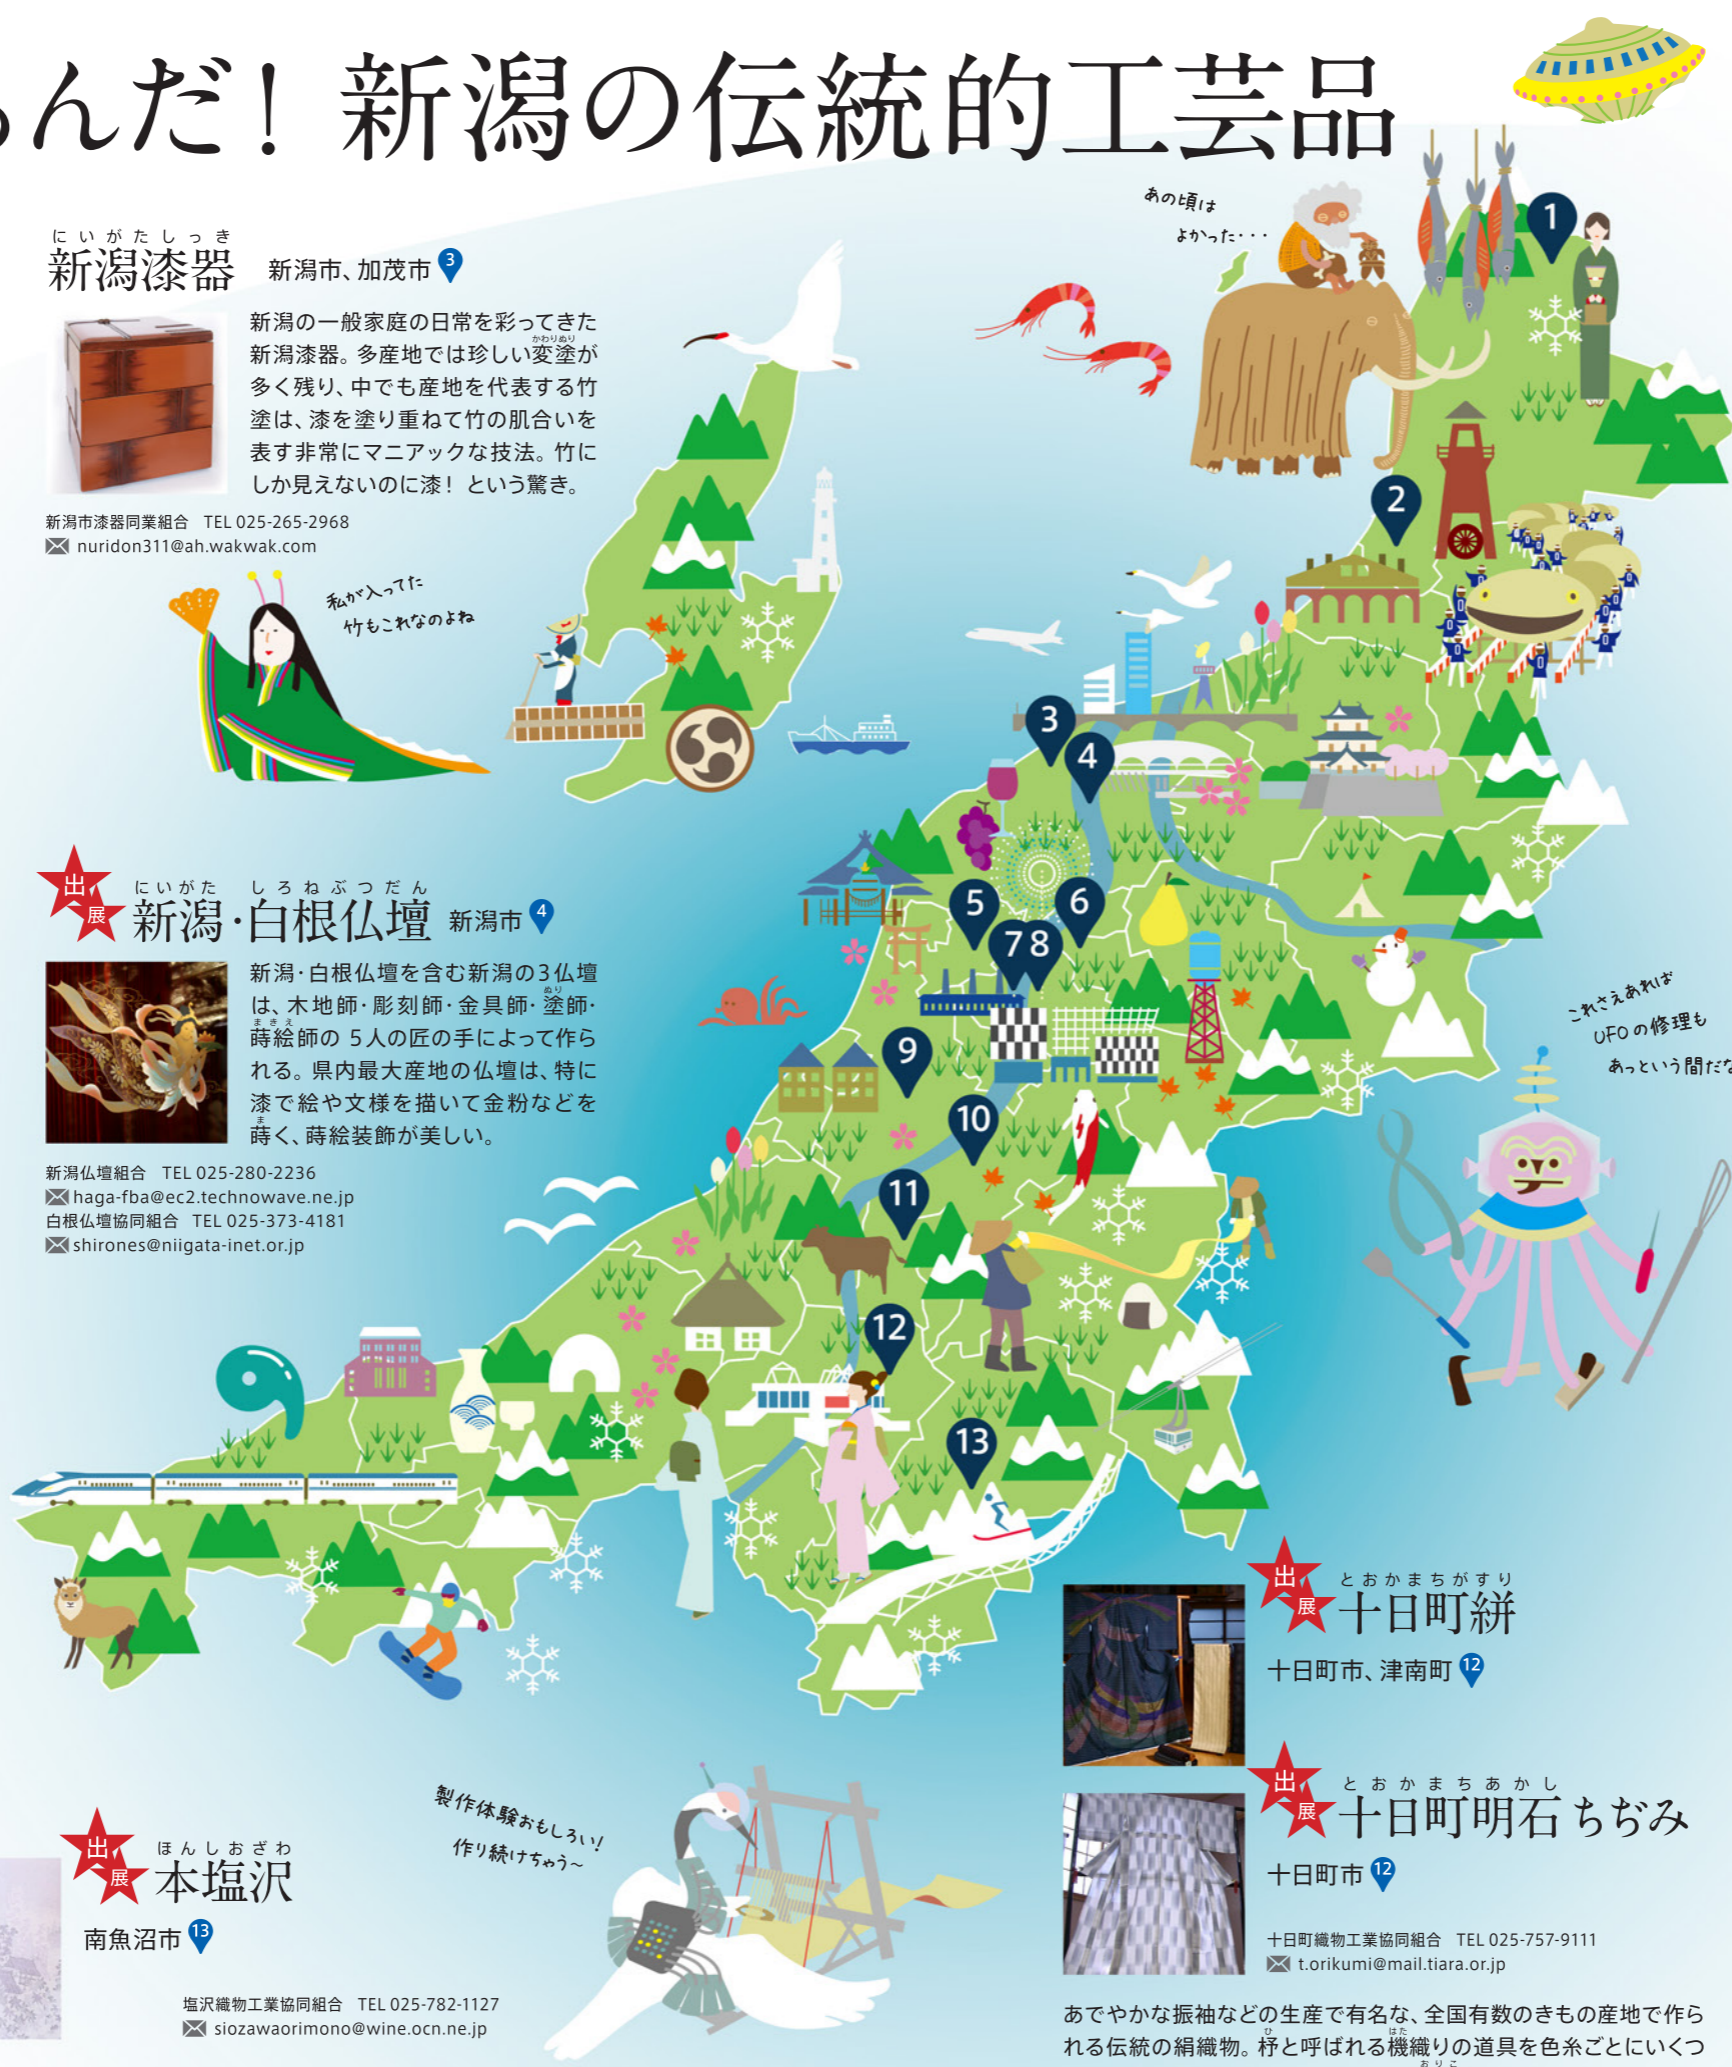 んだ！ 新潟の伝統的工芸品
あの頃は
よかった・・・
1
にいがたしっき
新潟漆器 新潟市、加茂市 3
新潟の一般家庭の日常を彩ってきた
かわりぬり
新潟漆器。多産地では珍しい変塗が
多く残り、中でも産地を代表する竹
塗は、漆を塗り重ねて竹の肌合いを
表す非常にマニアックな技法。竹に
しか見えないのに漆！という驚き。
新潟市漆器同業組合 TEL 025-265-2968
nuridon311@ah.wakwak.com
私が入ってた
竹もこれなのよね
2
3
4
出展
にいがた しろねぶつだん
新潟・白根仏壇 新潟市 4
新潟・白根仏壇を含む新潟の3仏壇
ぬり
は、木地師・彫刻師・金具師・塗師・
まきえ
蒔絵師の 5人の匠の手によって作ら
れる。県内最大産地の仏壇は、特に
漆で絵や文様を描いて金粉などを
ま
蒔く、蒔絵装飾が美しい。
新潟仏壇組合 TEL 025-280-2236
haga-fba@ec2.technowave.ne.jp
白根仏壇協同組合 TEL 025-373-4181
shirones@niigata-inet.or.jp
5
6
7 8
9
10
11
12
13
これさえあれば
UFOの修理も
あっという間だな
出展
とおかまちがすり
十日町絣
十日町市、津南町 12
出展
とおかまちあかし
十日町明石ちぢみ
十日町市 12
十日町織物工業協同組合 TEL 025-757-9111
t.orikumi@mail.tiara.or.jp
あでやかな振袖などの生産で有名な、全国有数のきもの産地で作ら
ひ はた
れる伝統の絹織物。杼と呼ばれる機織りの道具を色糸ごとにいくつ
おりこ
製作体験おもしろい！
作り続けちゃう～
出展
ほんしおざわ
本塩沢
南魚沼市 13
塩沢織物工業協同組合 TEL 025-782-1127
siozawaorimono@wine.ocn.ne.jp